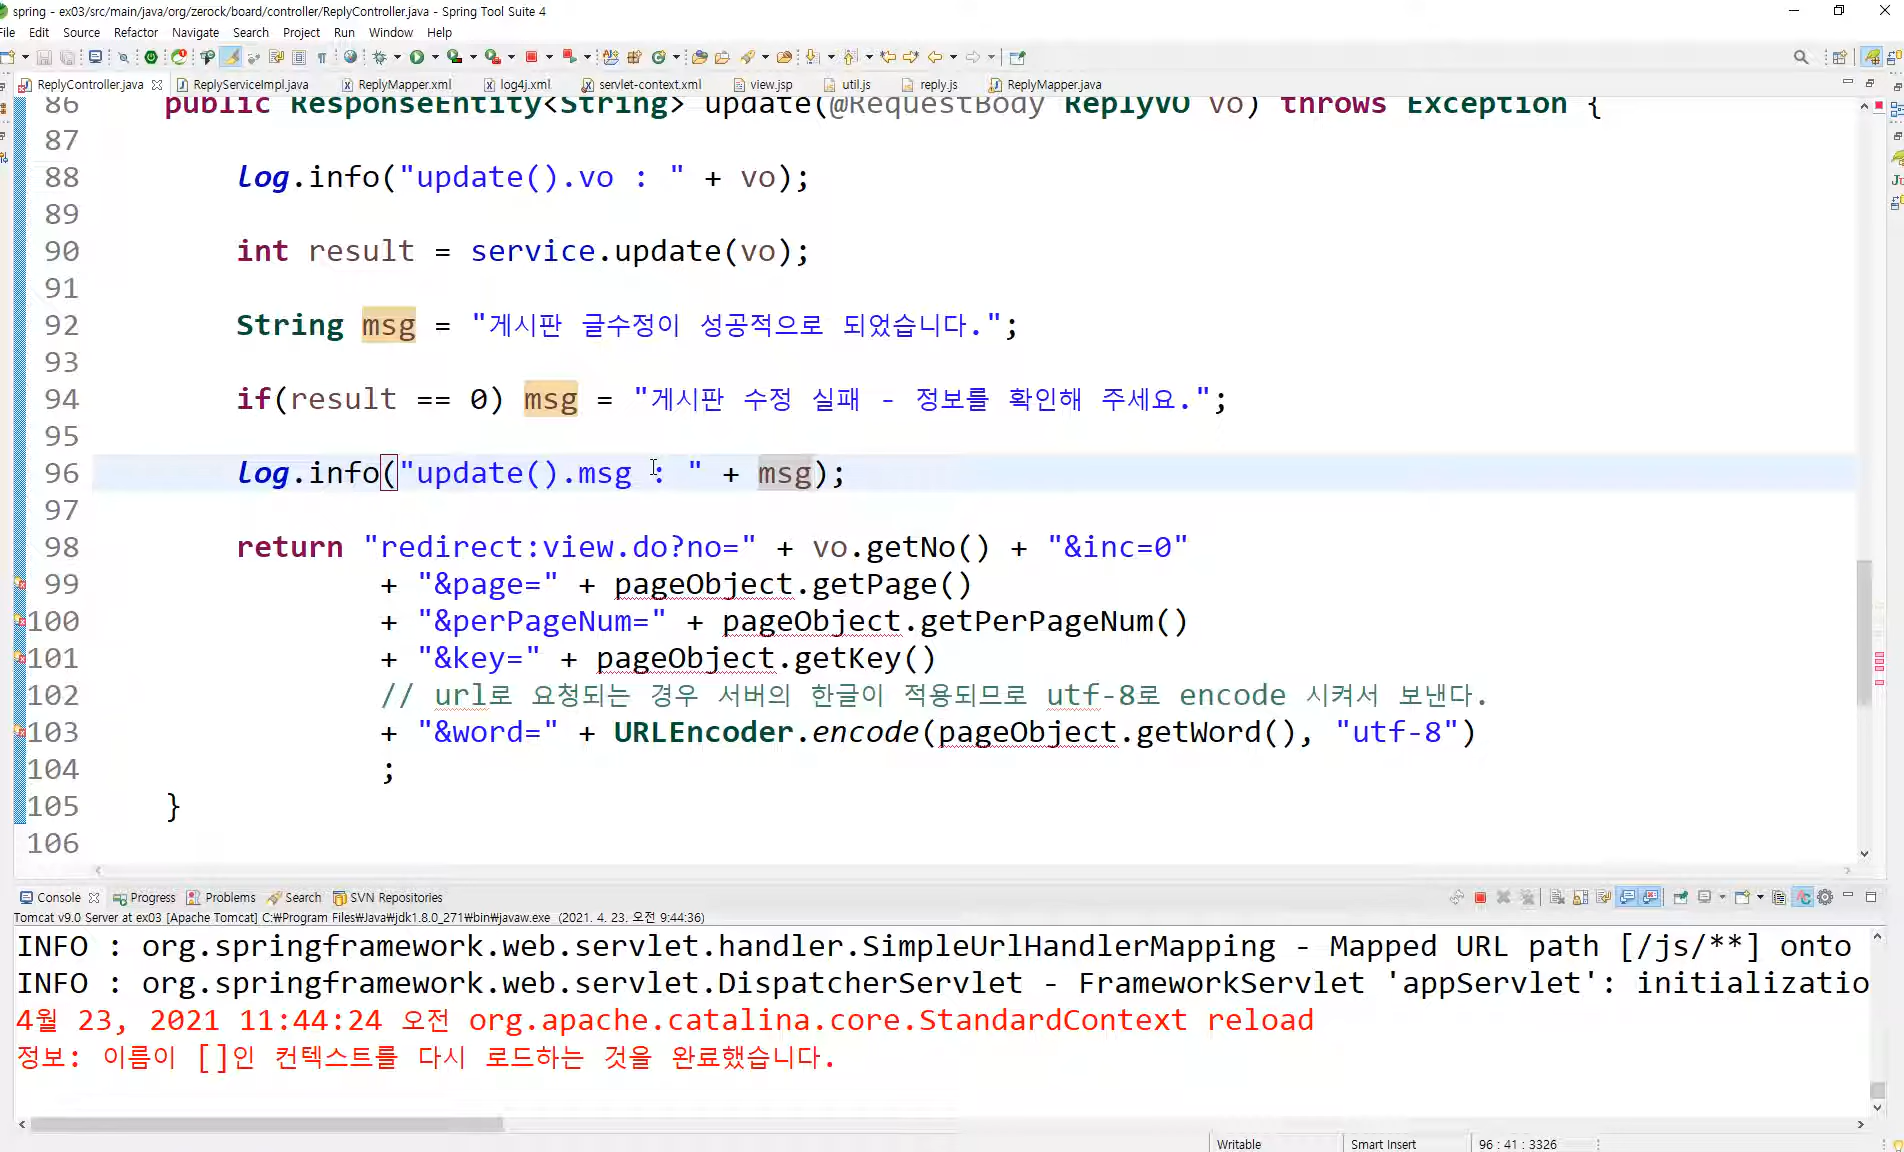 spring - ex03/src/main/java/org/zerock/board/controller/ReplyController.java - Spring Tool Suite 4
File Edit Source Refactor Navigate Search Project Run Window Help
ReplyController.java ReplyServiceImpl.java ReplyMapper.xml log4j.xml servlet-context.xml view.jsp util.js reply.js ReplyMapper.java
86 public ResponseEntity<String> update(@RequestBody ReplyVO vo) throws Exception {
87
88 log.info("update().vo : " + vo);
89
90 int result = service.update(vo);
91
92 String msg = "게시판 글수정이 성공적으로 되었습니다.";
93
94 if(result == 0) msg = "게시판 수정 실패 - 정보를 확인해 주세요.";
95
96 log.info("update().msg : " + msg);
97
98 return "redirect:view.do?no=" + vo.getNo() + "&inc=0"
99 + "&page=" + pageObject.getPage()
100 + "&perPageNum=" + pageObject.getPerPageNum()
101 + "&key=" + pageObject.getKey()
102 // url로 요청되는 경우 서버의 한글이 적용되므로 utf-8로 encode 시켜서 보낸다.
103 + "&word=" + URLEncoder.encode(pageObject.getWord(), "utf-8")
104 ;
105 }
106
Console Progress Problems Search SVN Repositories
Tomcat v9.0 Server at ex03 [Apache Tomcat] C:₩Program Files₩Java₩jdk1.8.0_271₩bin₩javaw.exe (2021. 4. 23. 오전 9:44:36)
INFO : org.springframework.web.servlet.handler.SimpleUrlHandlerMapping - Mapped URL path [/js/**] onto
INFO : org.springframework.web.servlet.DispatcherServlet - FrameworkServlet 'appServlet': initializatio
4월 23, 2021 11:44:24 오전 org.apache.catalina.core.StandardContext reload
정보: 이름이 []인 컨텍스트를 다시 로드하는 것을 완료했습니다.
Writable Smart Insert 96 : 41 : 3326